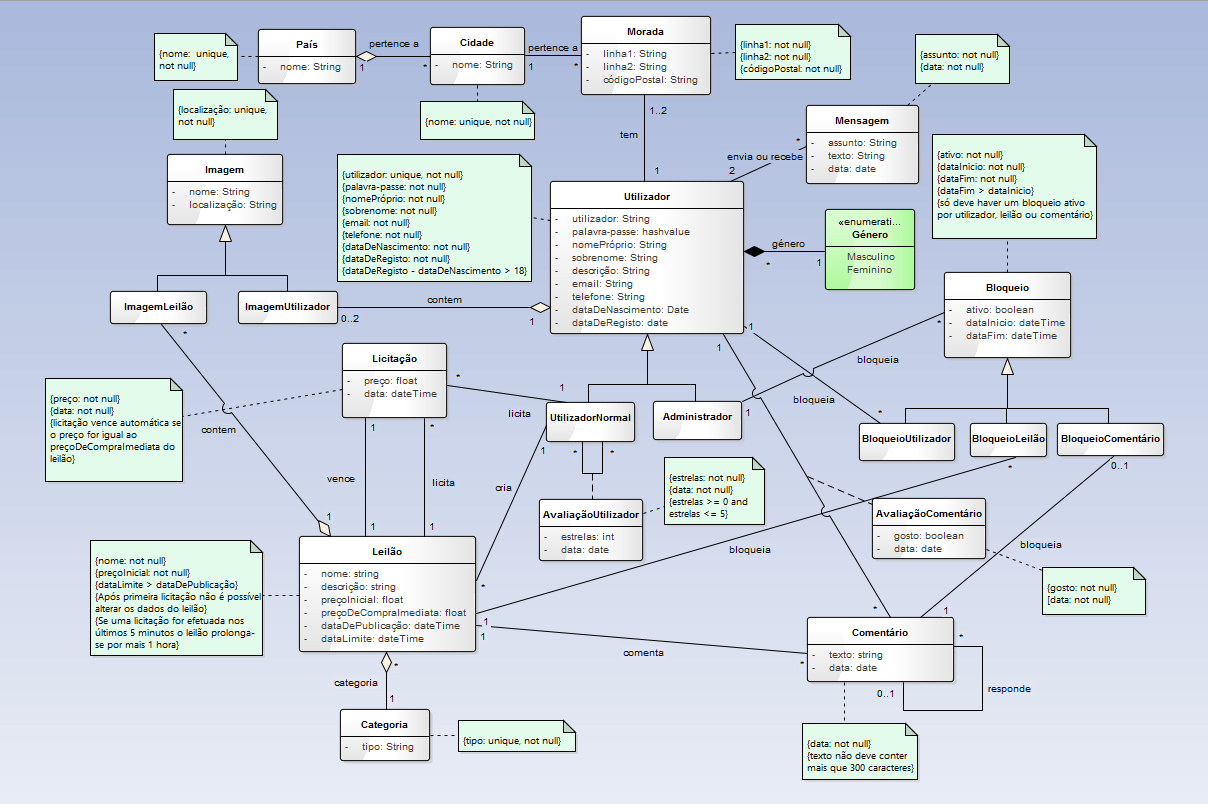 País
- nome: String
{nome: unique,
not null}
pertence a
1
*
Cidade
- nome: String
{nome: unique, not null}
pertence a
1
*
Morada
- linha1: String
- linha2: String
- códigoPostal: String
{linha1: not null}
{linha2: not null}
{códigoPostal: not null}
1..2
tem
1
{assunto: not null}
{data: not null}
Mensagem
- assunto: String
- texto: String
- data: date
*
envia ou recebe
2
{localização: unique,
not null}
Imagem
- nome: String
- localização: String
{utilizador: unique, not null}
{palavra-passe: not null}
{nomePróprio: not null}
{sobrenome: not null}
{email: not null}
{telefone: not null}
{dataDeNascimento: not null}
{dataDeRegisto: not null}
{dataDeRegisto - dataDeNascimento > 18}
Utilizador
- utilizador: String
- palavra-passe: hashvalue
- nomePróprio: String
- sobrenome: String
- descrição: String
- email: String
- telefone: String
- dataDeNascimento: Date
- dataDeRegisto: date
género
*
1
«enumerati...
Género
Masculino
Feminino
{ativo: not null}
{dataInicio: not null}
{dataFim: not null}
{dataFim > dataInicio}
{só deve haver um bloqueio ativo
por utilizador, leilão ou comentário}
Bloqueio
- ativo: boolean
- dataInicio: dateTime
- dataFim: dateTime
*
ImagemLeilão
*
ImagemUtilizador
0..2
contem
1
1
1
bloqueia
bloqueia
*
1
Licitação
- preço: float
- data: dateTime
*
licita
1
{preço: not null}
{data: not null}
{licitação vence automática se
o preço for igual ao
preçoDeCompraImediata do
leilão}
contem
1
UtilizadorNormal
1
*
*
Administrador
BloqueioUtilizador
BloqueioLeilão
*
BloqueioComentário
0..1
1
vence
1
*
licita
1
cria
*
{estrelas: not null}
{data: not null}
{estrelas >= 0 and
estrelas <= 5}
AvaliaçãoUtilizador
- estrelas: int
- data: date
AvaliaçãoComentário
- gosto: boolean
- data: date
bloqueia
bloqueia
1
*
{gosto: not null}
[data: not null}
{nome: not null}
{preçoInicial: not null}
{dataLimite > dataDePublicação}
{Após primeira licitação não é possível
alterar os dados do leilão}
{Se uma licitação for efetuada nos
últimos 5 minutos o leilão prolonga-
se por mais 1 hora}
Leilão
- nome: string
- descrição: string
- preçoInicial: float
- preçoDeCompraImediata: float
- dataDePublicação: dateTime
- dataLimite: dateTime
1
1
comenta
*
Comentário
- texto: string
- data: date
*
0..1
responde
*
categoria
1
Categoria
- tipo: String
{tipo: unique, not null}
{data: not null}
{texto não deve conter
mais que 300 caracteres}